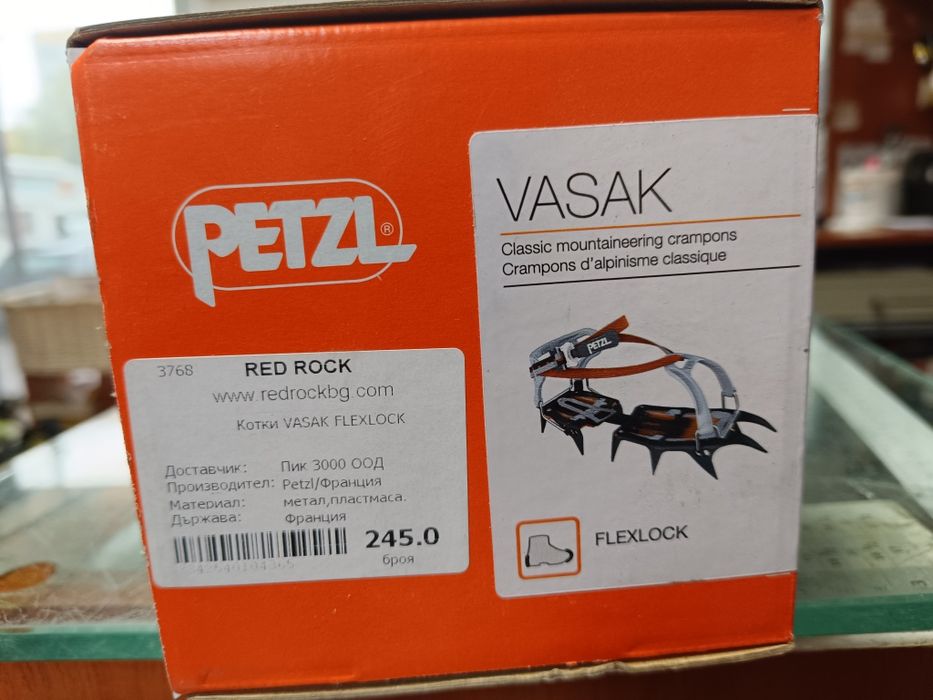 PETZL®
VASAK
Classic mountaineering crampons
Crampons d'alpinisme classique
PETZL
FLEXLOCK
3768 RED ROCK
www.redrockbg.com
Котки VASAK FLEXLOCK
Доставчик: Пик 3000 ООД
Производител: Petzl/Франция
Материал: метал,пластмаса.
Държава: Франция
245.0
броя